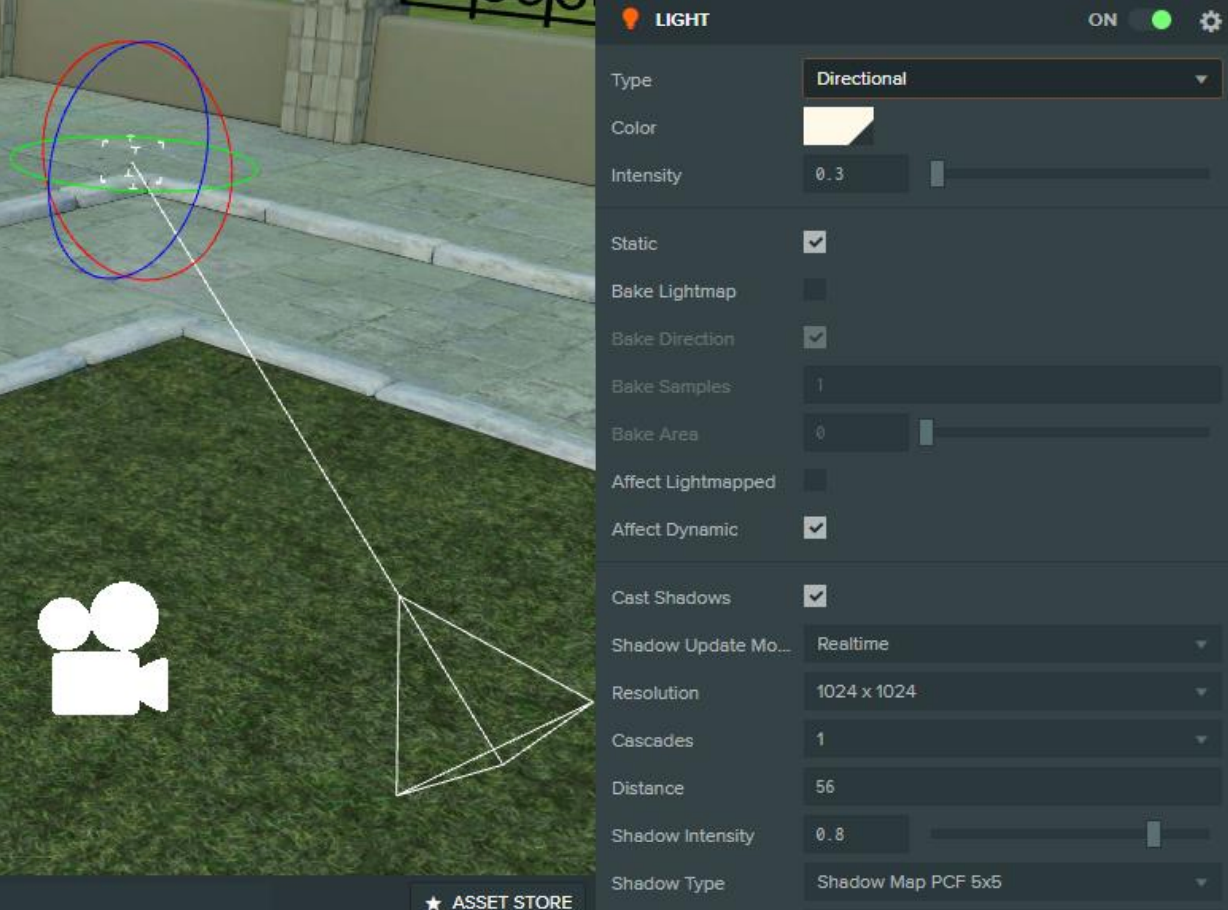 LIGHT ON
Type Directional
Color
Intensity 0.3
Static
Bake Lightmap
Bake Direction
Bake Samples 1
Bake Area 0
Affect Lightmapped
Affect Dynamic
Cast Shadows
Shadow Update Mo... Realtime
Resolution 1024 x 1024
Cascades 1
Distance 56
Shadow Intensity 0.8
Shadow Type Shadow Map PCF 5x5
ASSET STORE